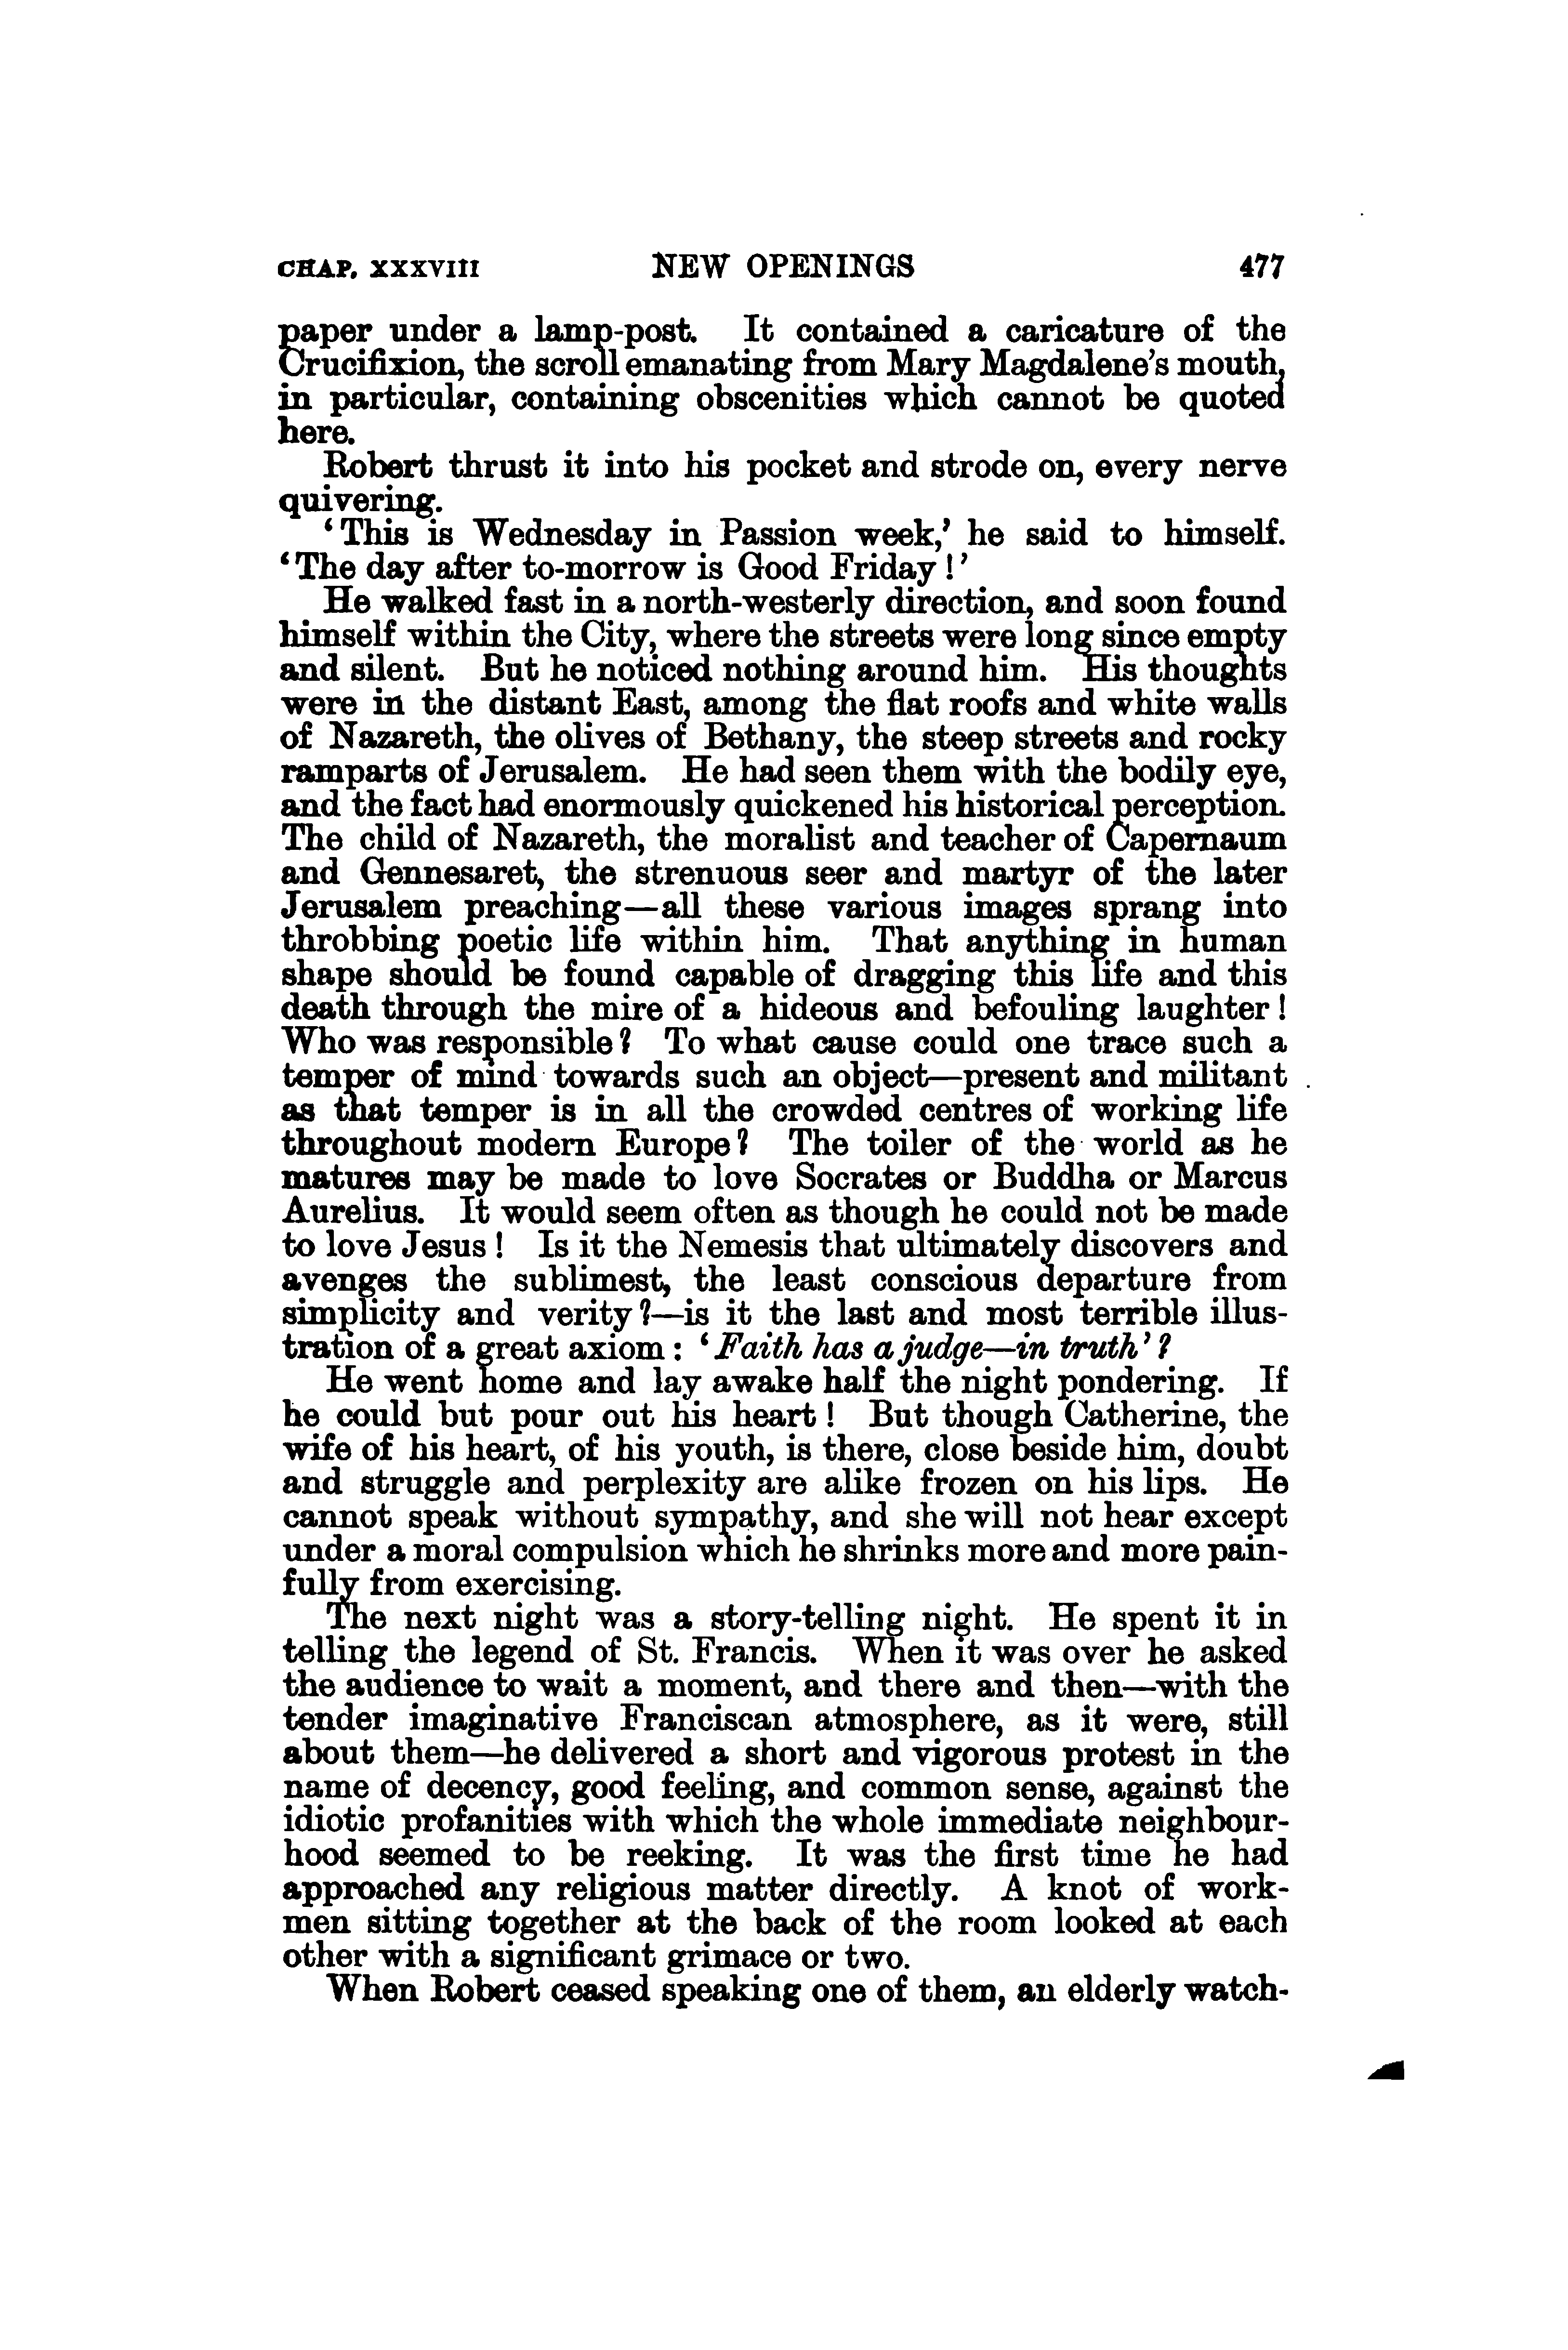 CHAP. XXXVIII NEW OPENINGS 477
paper under a lamp-post. It contained a caricature of the
Crucifixion, the scroll emanating from Mary Magdalene's mouth,
in particular, containing obscenities which cannot be quoted
here.
Robert thrust it into his pocket and strode on, every nerve
quivering.
'This is Wednesday in Passion week,' he said to himself.
'The day after to-morrow is Good Friday!'
He walked fast in a north-westerly direction, and soon found
himself within the City, where the streets were long since empty
and silent. But he noticed nothing around him. His thoughts
were in the distant East, among the flat roofs and white walls
of Nazareth, the olives of Bethany, the steep streets and rocky
ramparts of Jerusalem. He had seen them with the bodily eye,
and the fact had enormously quickened his historical perception.
The child of Nazareth, the moralist and teacher of Capernaum
and Gennesaret, the strenuous seer and martyr of the later
Jerusalem preaching—all these various images sprang into
throbbing poetic life within him. That anything in human
shape should be found capable of dragging this life and this
death through the mire of a hideous and befouling laughter!
Who was responsible? To what cause could one trace such a
temper of mind towards such an object—present and militant
as that temper is in all the crowded centres of working life
throughout modern Europe? The toiler of the world as he
matures may be made to love Socrates or Buddha or Marcus
Aurelius. It would seem often as though he could not be made
to love Jesus! Is it the Nemesis that ultimately discovers and
avenges the sublimest, the least conscious departure from
simplicity and verity?—is it the last and most terrible illus-
tration of a great axiom: 'Faith has a judge—in truth'?
He went home and lay awake half the night pondering. If
he could but pour out his heart! But though Catherine, the
wife of his heart, of his youth, is there, close beside him, doubt
and struggle and perplexity are alike frozen on his lips. He
cannot speak without sympathy, and she will not hear except
under a moral compulsion which he shrinks more and more pain-
fully from exercising.
The next night was a story-telling night. He spent it in
telling the legend of St. Francis. When it was over he asked
the audience to wait a moment, and there and then—with the
tender imaginative Franciscan atmosphere, as it were, still
about them—he delivered a short and vigorous protest in the
name of decency, good feeling, and common sense, against the
idiotic profanities with which the whole immediate neighbour-
hood seemed to be reeking. It was the first time he had
approached any religious matter directly. A knot of work-
men sitting together at the back of the room looked at each
other with a significant grimace or two.
When Robert ceased speaking one of them, an elderly watch-